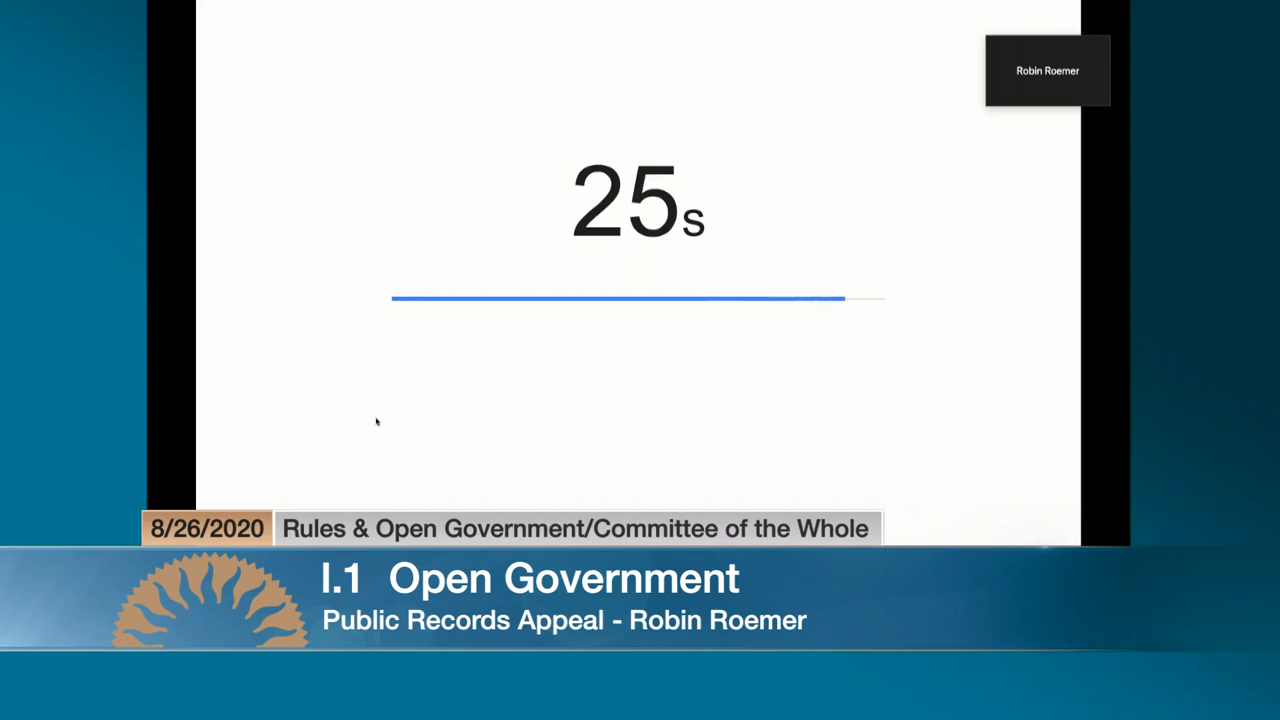 Robin Roemer
25s
8/26/2020 Rules & Open Government/Committee of the Whole
I.1 Open Government
Public Records Appeal - Robin Roemer